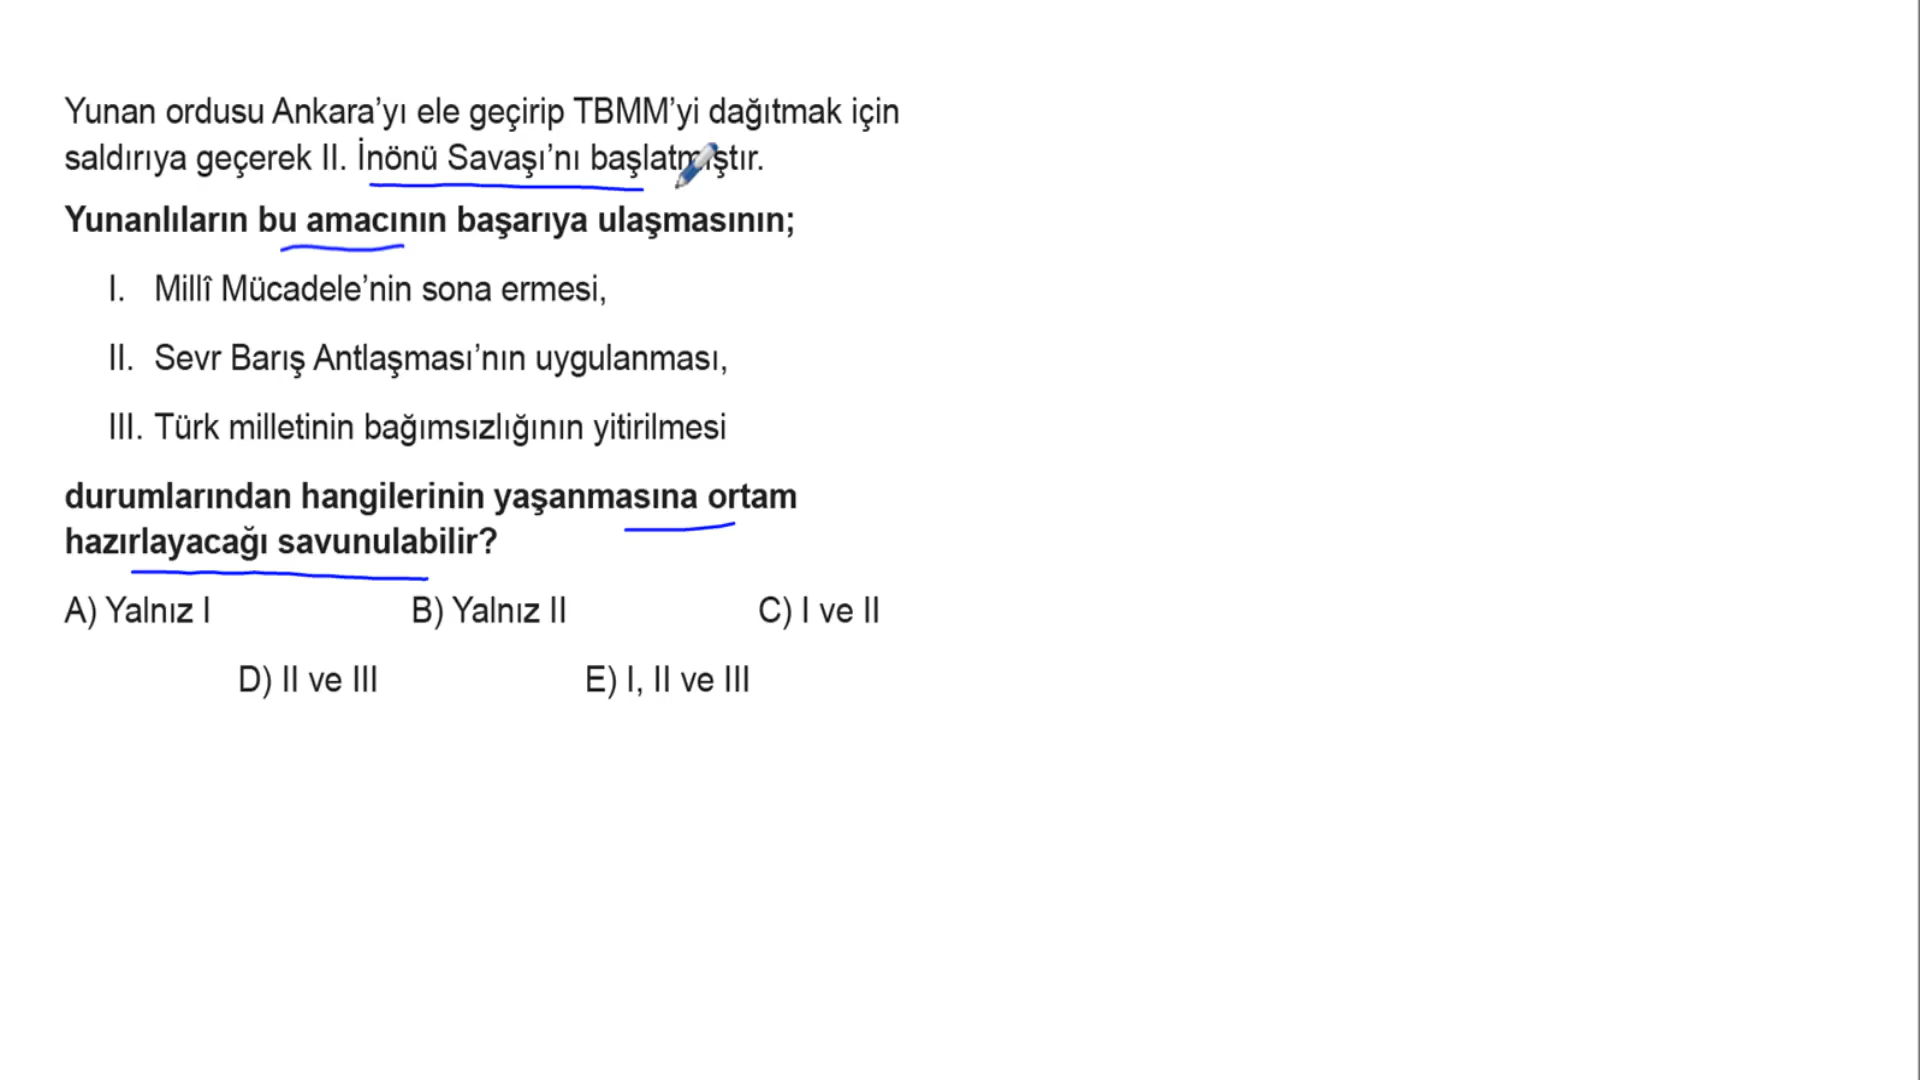 Yunan ordusu Ankara’yı ele geçirip TBMM’yi dağıtmak için
saldırıya geçerek II. İnönü Savaşı’nı başlatmıştır.
Yunanlıların bu amacının başarıya ulaşmasının;
I. Millî Mücadele’nin sona ermesi,
II. Sevr Barış Antlaşması’nın uygulanması,
III. Türk milletinin bağımsızlığının yitirilmesi
durumlarından hangilerinin yaşanmasına ortam
hazırlayacağı savunulabilir?
A) Yalnız I B) Yalnız II C) I ve II
D) II ve III E) I, II ve III